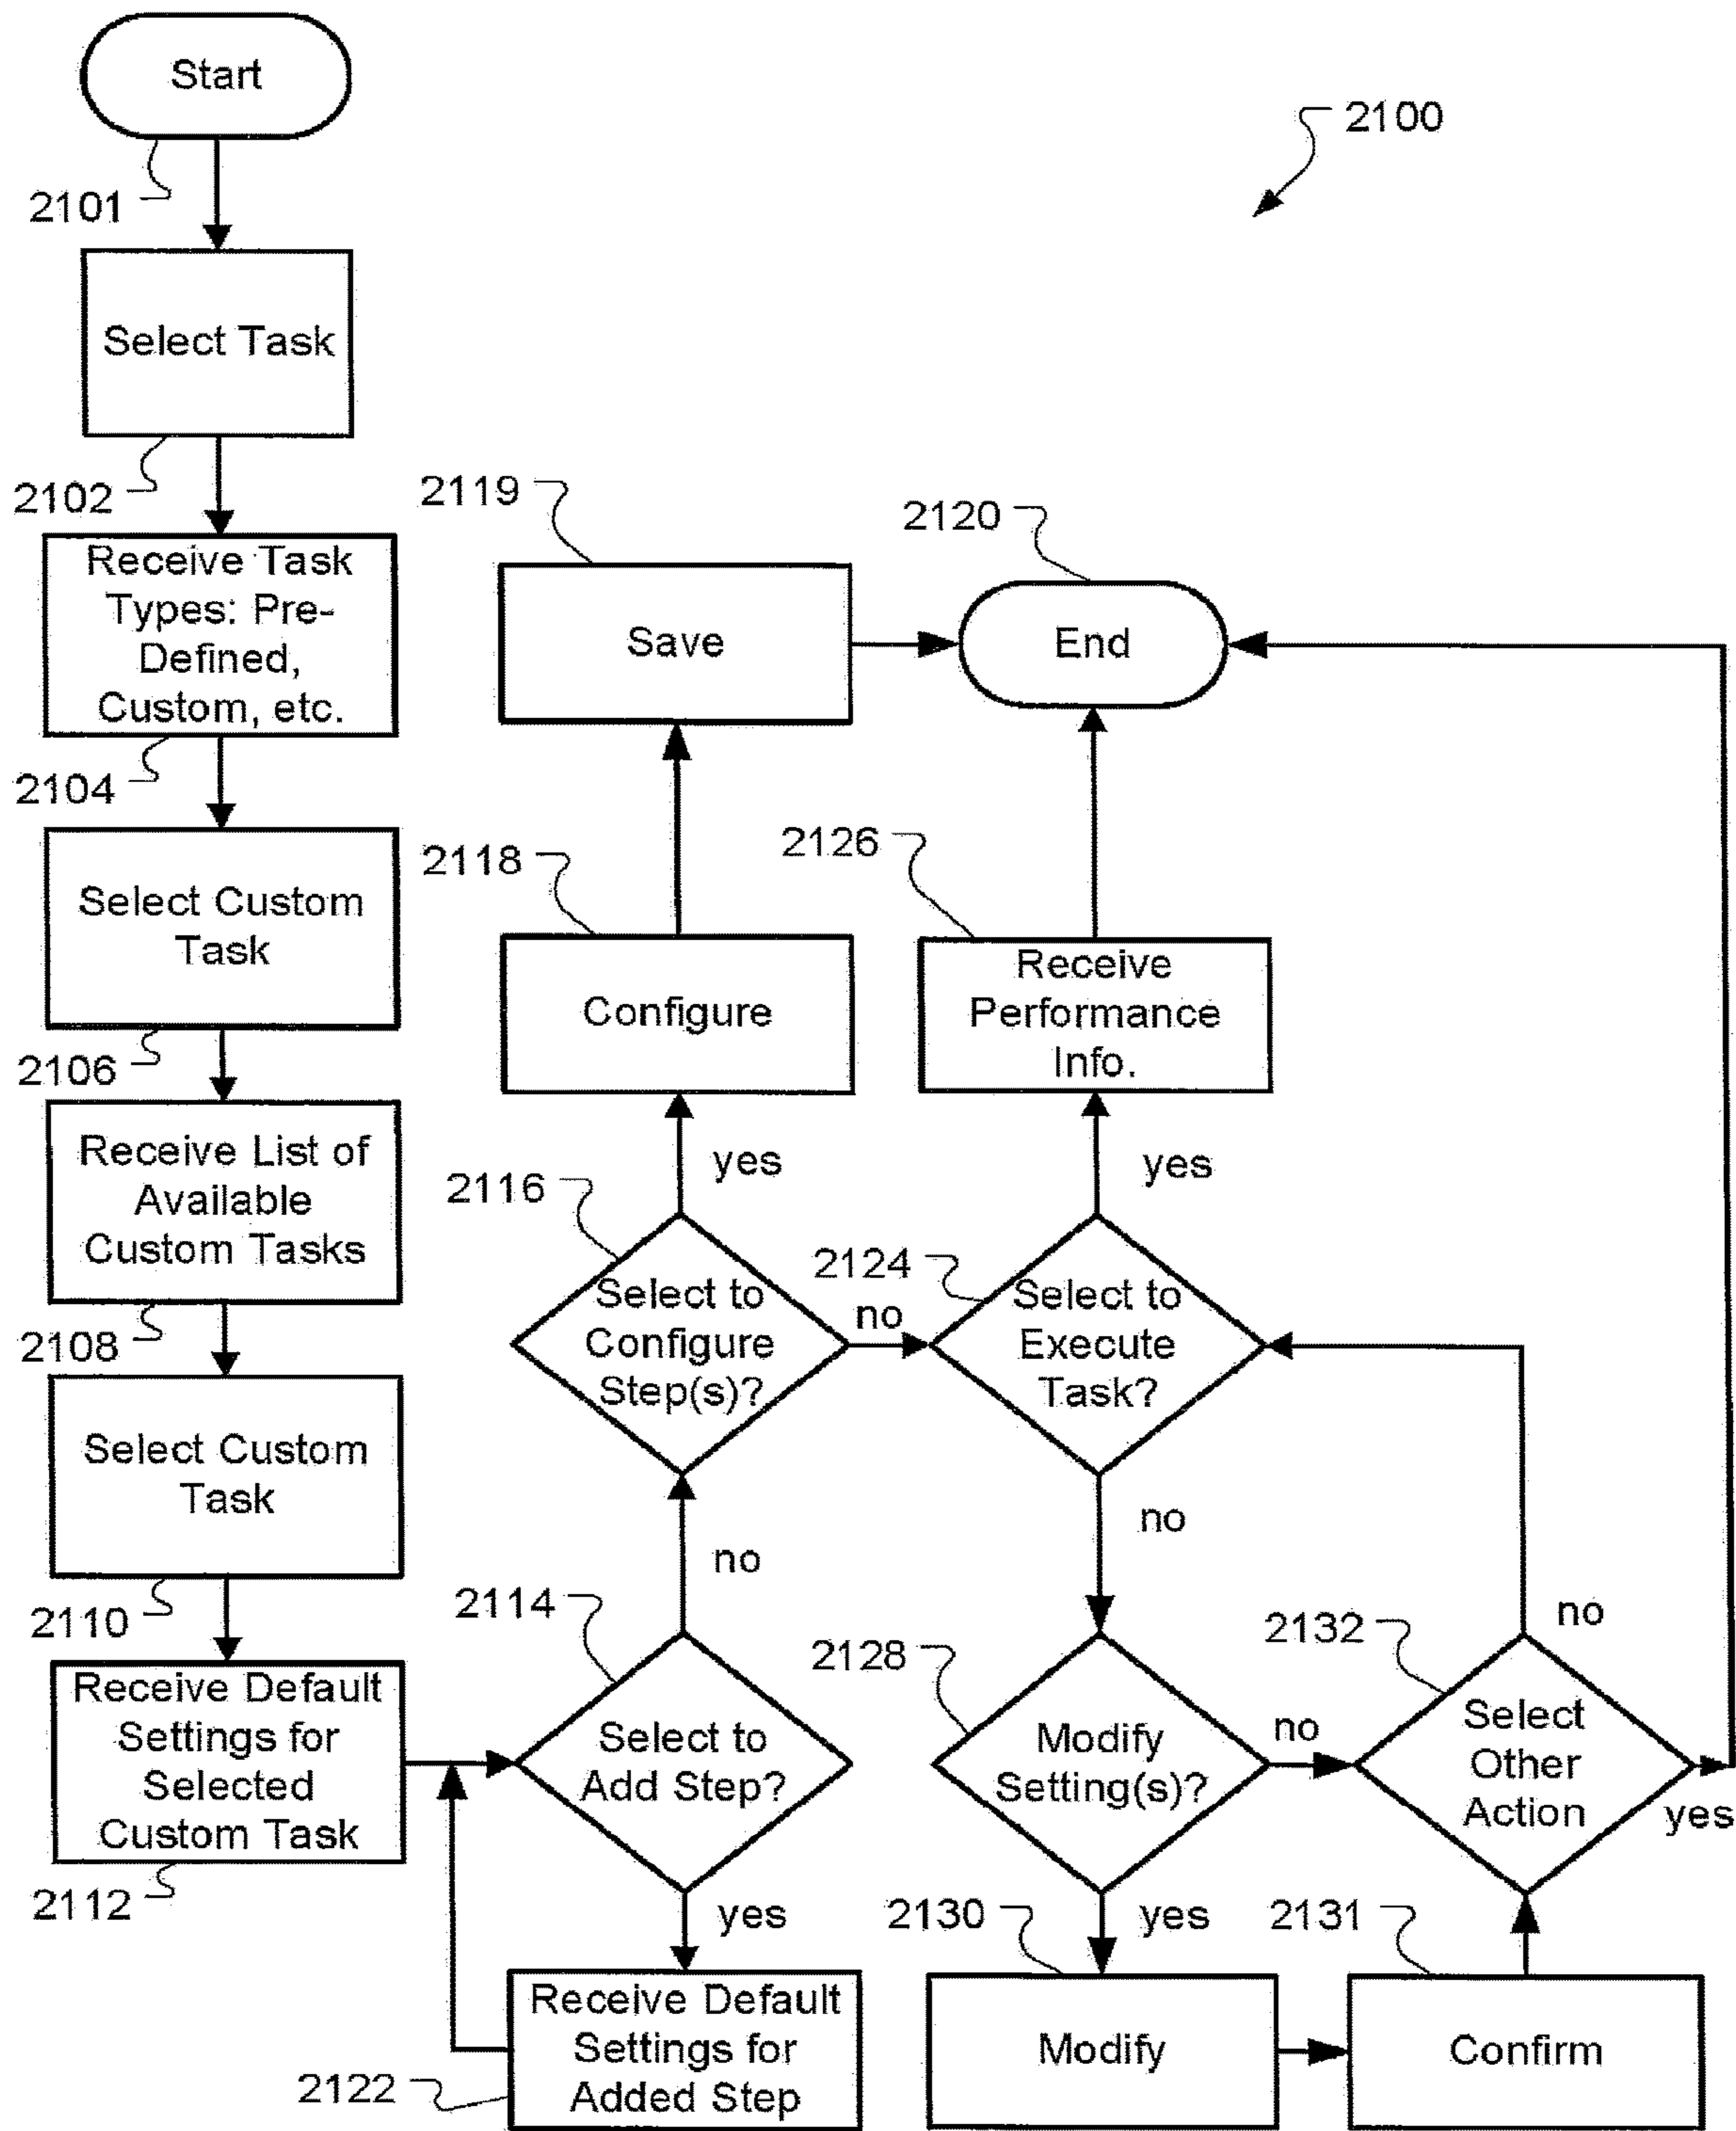 Start
2100
2101
Select Task
2102
Receive Task
Types: Pre-
Defined,
Custom, etc.
2104
Select Custom
Task
2106
Receive List of
Available
Custom Tasks
2108
Select Custom
Task
2110
Receive Default
Settings for
Selected
Custom Task
2112
2119
Save
2120
End
2118
Configure
2126
Receive
Performance
Info.
yes
yes
2116
Select to
Configure
Step(s)?
no
2124
Select to
Execute
Task?
no
no
no
2114
Select to
Add Step?
yes
2122
Receive Default
Settings for
Added Step
2128
Modify
Setting(s)?
no
yes
2132
Select
Other
Action
yes
2130
Modify
2131
Confirm